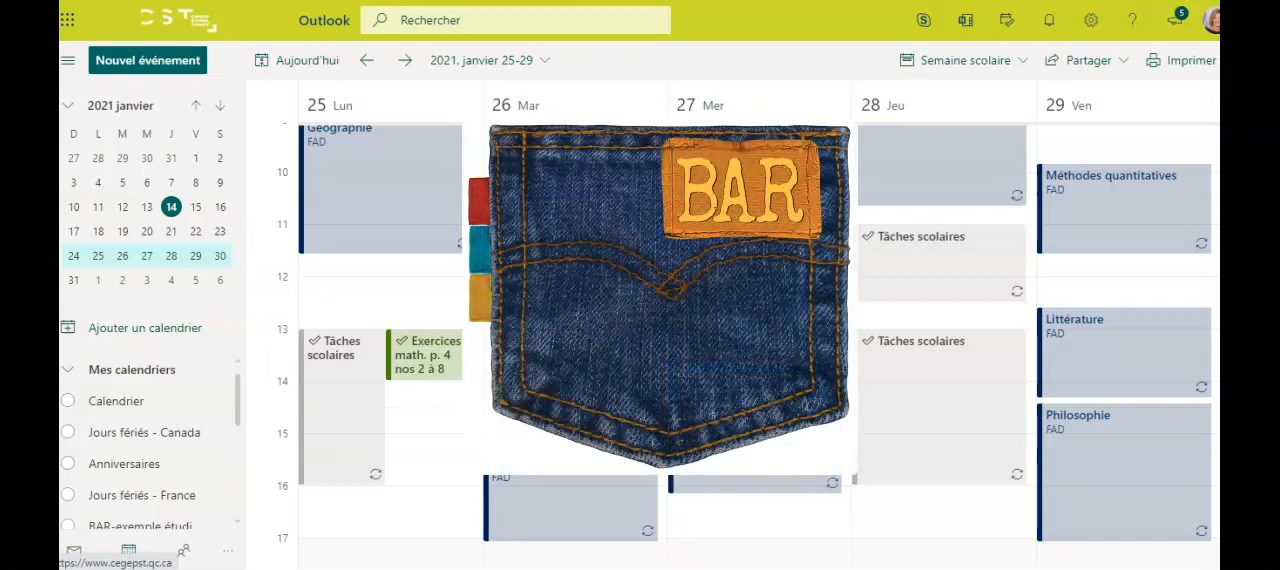 CST
Outlook
Rechercher
5
Nouvel événement
Aujourd'hui
2021, janvier 25-29
Semaine scolaire
Partager
Imprimer
2021 janvier
D L M M J V S
27 28 29 30 31 1 2
3 4 5 6 7 8 9
10 11 12 13 14 15 16
17 18 19 20 21 22 23
24 25 26 27 28 29 30
31 1 2 3 4 5 6
Ajouter un calendrier
Mes calendriers
Calendrier
Jours fériés - Canada
Anniversaires
Jours fériés - France
BAR-exemple étudi
ttps://www.cegepst.qc.ca
25 Lun
26 Mar
27 Mer
28 Jeu
29 Ven
10
11
12
13
14
15
16
17
Géographie
FAD
Tâches
scolaires
Exercices
math. p. 4
nos 2 à 8
BAR
FAD
Tâches scolaires
Tâches scolaires
Méthodes quantitatives
FAD
Littérature
FAD
Philosophie
FAD